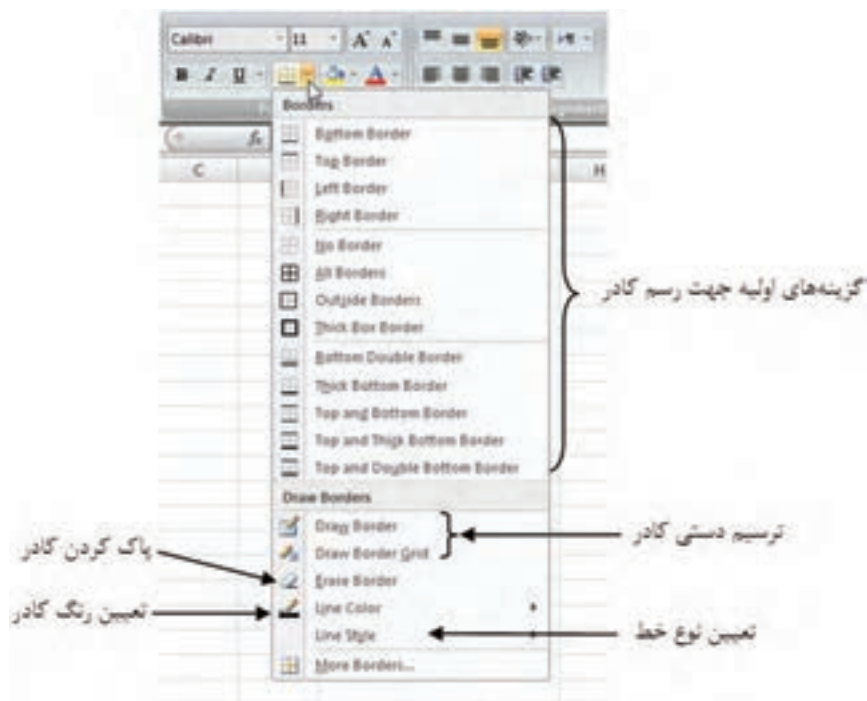 Calibri 11 A A
B I U A
Borders
fx
C H
Bottom Border
Top Border
Left Border
Right Border
No Border
All Borders
Outside Borders
Thick Box Border
Bottom Double Border
Thick Bottom Border
Top and Bottom Border
Top and Thick Bottom Border
Top and Double Bottom Border
گزینه‌های اولیه جهت رسم کادر
Draw Borders
Draw Border
Draw Border Grid
ترسیم دستی کادر
Erase Border
پاک کردن کادر
Line Color
تعیین رنگ کادر
Line Style
تعیین نوع خط
More Borders...